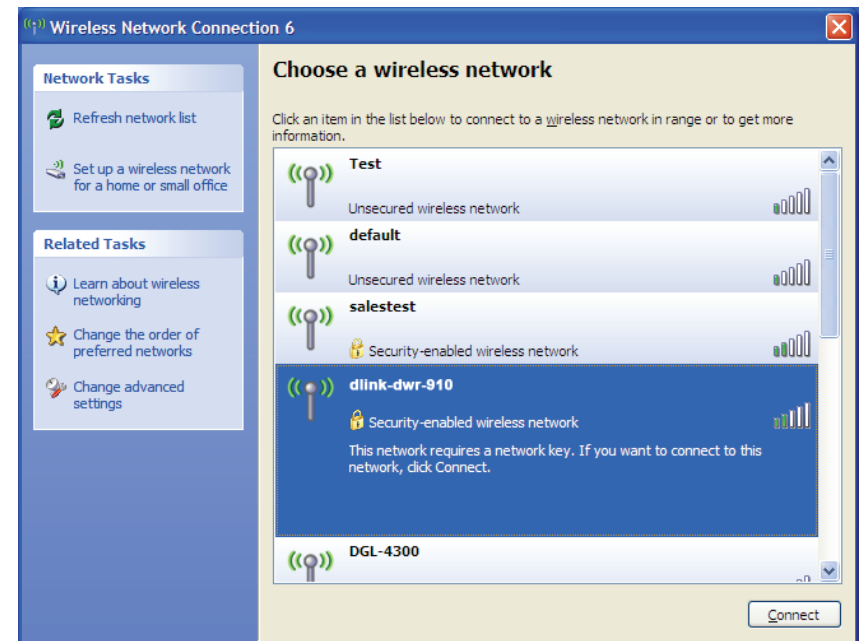 Wireless Network Connection 6
Network Tasks
Refresh network list
Set up a wireless network
for a home or small office
Related Tasks
Learn about wireless
networking
Change the order of
preferred networks
Change advanced
settings
Choose a wireless network
Click an item in the list below to connect to a wireless network in range or to get more
information.
Test
Unsecured wireless network
default
Unsecured wireless network
salestest
Security-enabled wireless network
dlink-dwr-910
Security-enabled wireless network
This network requires a network key. If you want to connect to this
network, click Connect.
DGL-4300
Connect